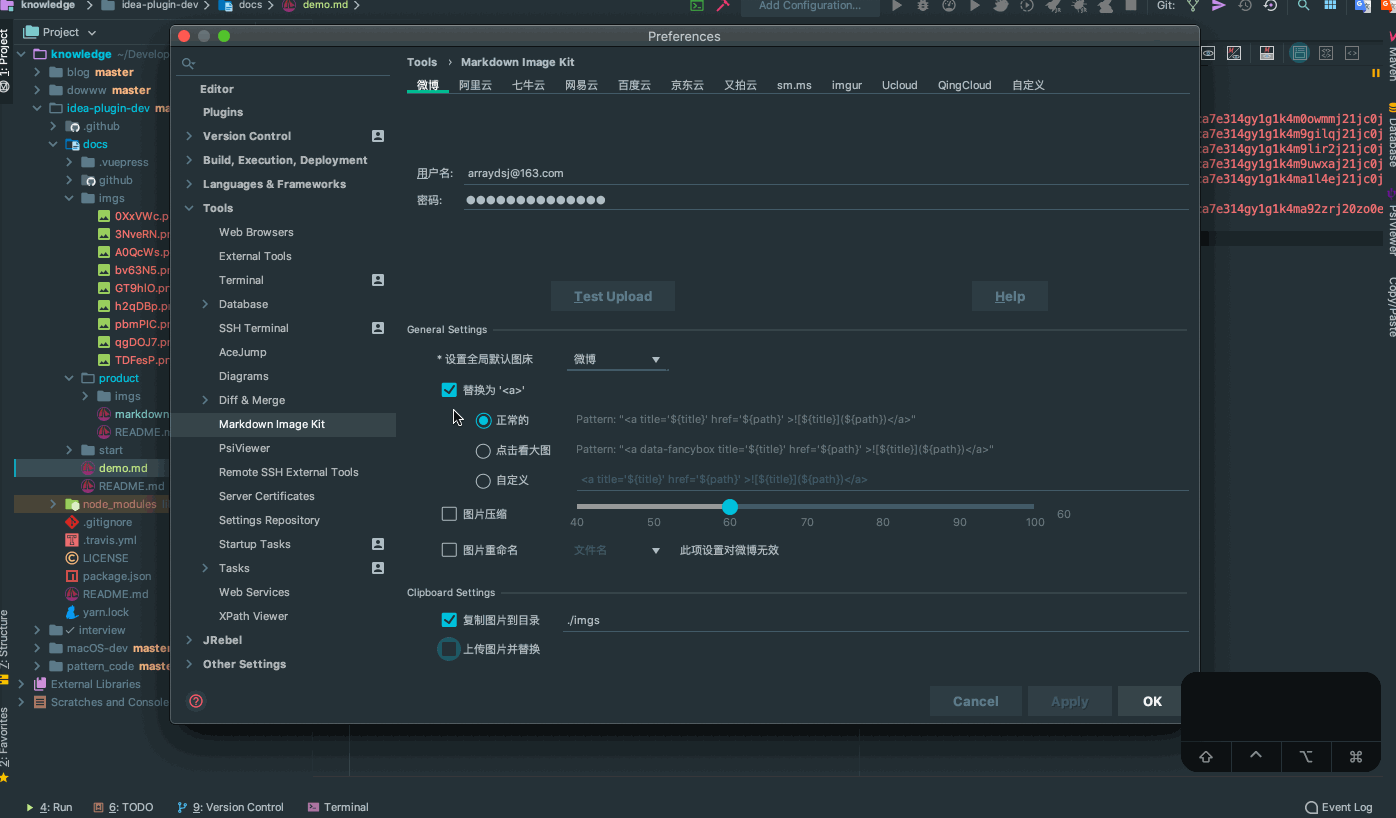 knowledge
idea-plugin-dev
docs
demo.md
Add Configuration...
Git:
1: Project
Project
knowledge ~/Develop
blog master
dowww master
idea-plugin-dev ma
.github
docs
.vuepress
github
imgs
0XxVWc.p
3NveRN.pr
A0QcWs.p
bv63N5.pr
GT9hIO.pr
h2qDBp.pr
pbmPIC.pr
qgDOJ7.pr
TDFesP.pr
product
imgs
markdown
README.m
start
demo.md
README.md
node_modules
.gitignore
.travis.yml
LICENSE
package.json
README.md
yarn.lock
interview
macOS-dev master
pattern_code maste
External Libraries
Scratches and Console
Z: Structure
2: Favorites
Preferences
Editor
Plugins
Version Control
Build, Execution, Deployment
Languages & Frameworks
Tools
Web Browsers
External Tools
Terminal
Database
SSH Terminal
AceJump
Diagrams
Diff & Merge
Markdown Image Kit
PsiViewer
Remote SSH External Tools
Server Certificates
Settings Repository
Startup Tasks
Tasks
Web Services
XPath Viewer
JRebel
Other Settings
Tools › Markdown Image Kit
微博 阿里云 七牛云 网易云 百度云 京东云 又拍云 sm.ms imgur Ucloud QingCloud 自定义
用户名: arraydsj@163.com
密码: ●●●●●●●●●●●●●●
Test Upload Help
General Settings
* 设置全局默认图床 微博
替换为 '<a>'
正常的 Pattern: "<a title='${title}' href='${path}' >![${title}](${path})</a>"
点击看大图 Pattern: "<a data-fancybox title='${title}' href='${path}' >![${title}](${path})</a>"
自定义 <a title='${title}' href='${path}' >![${title}](${path})</a>
图片压缩 60
40 50 60 70 80 90 100
图片重命名 文件名 此项设置对微博无效
Clipboard Settings
复制图片到目录 ./imgs
上传图片并替换
Cancel Apply OK
a7e314gy1g1k4m0owmmj21jc0j
a7e314gy1g1k4m9gilqj21jc0j
a7e314gy1g1k4m9lir2j21jc0j
a7e314gy1g1k4m9uwxaj21jc0j
a7e314gy1g1k4ma1l4ej21jc0j
a7e314gy1g1k4ma92zrj20zo0e
Maven
Database
PsiViewer
Copy/Paste
4: Run
6: TODO
9: Version Control
Terminal
Event Log